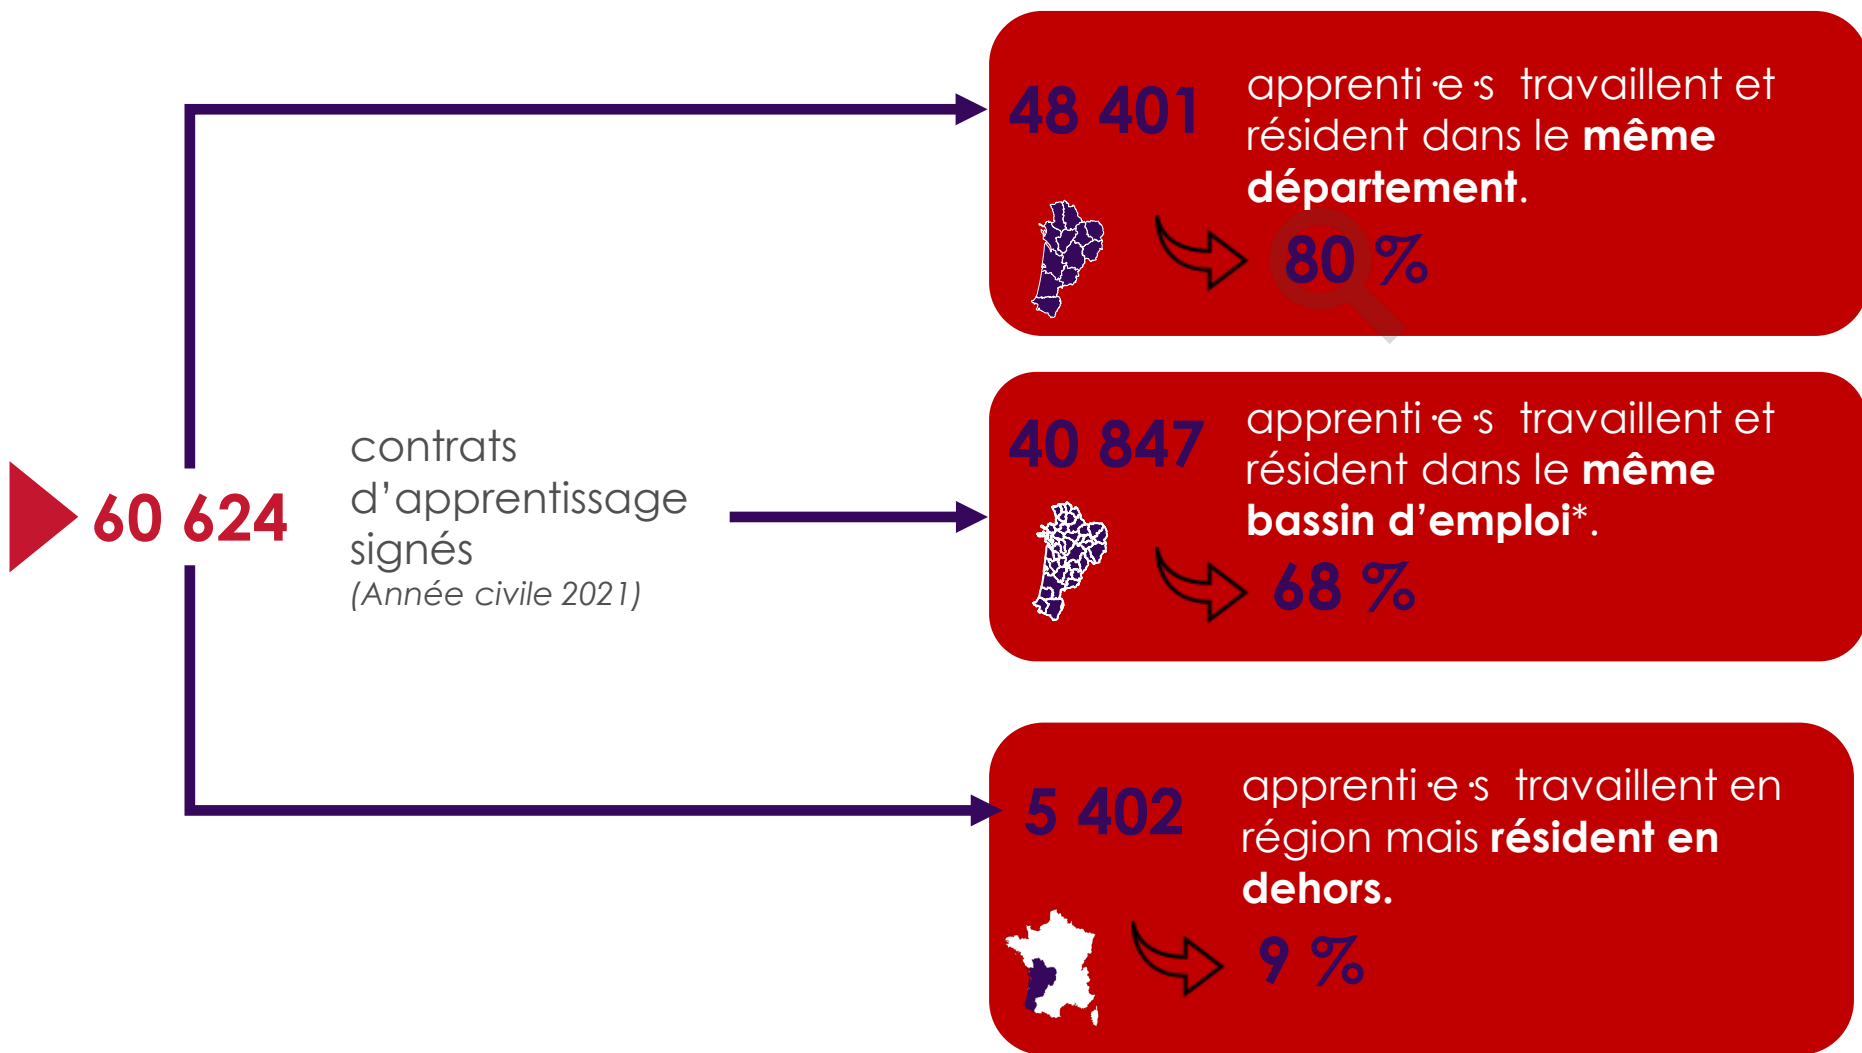 60 624
contrats
d’apprentissage
signés
(Année civile 2021)
48 401
apprenti·e·s travaillent et
résident dans le même
département.
80 %
40 847
apprenti·e·s travaillent et
résident dans le même
bassin d’emploi*.
68 %
5 402
apprenti·e·s travaillent en
région mais résident en
dehors.
9 %